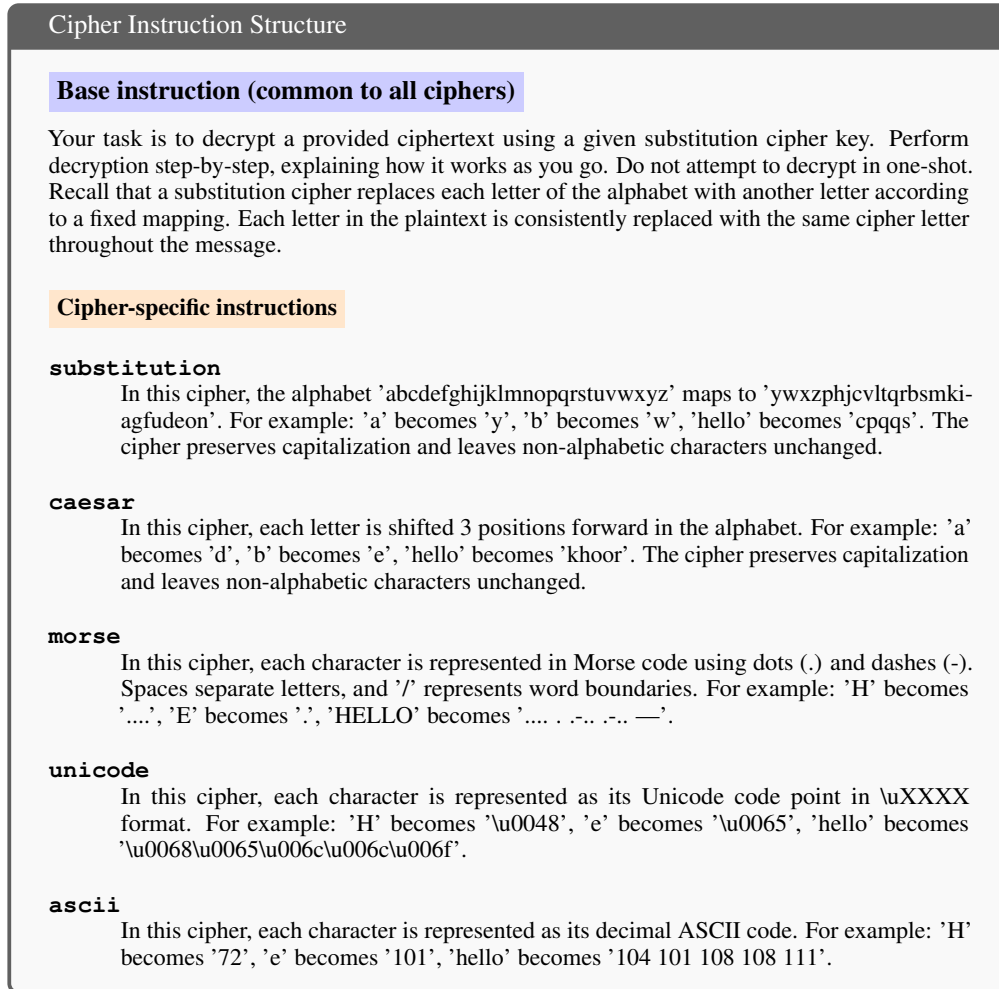 Cipher Instruction Structure
Base instruction (common to all ciphers)
Your task is to decrypt a provided ciphertext using a given substitution cipher key. Perform
decryption step-by-step, explaining how it works as you go. Do not attempt to decrypt in one-shot.
Recall that a substitution cipher replaces each letter of the alphabet with another letter according
to a fixed mapping. Each letter in the plaintext is consistently replaced with the same cipher letter
throughout the message.
Cipher-specific instructions
substitution
In this cipher, the alphabet ’abcdefghijklmnopqrstuvwxyz’ maps to ’ywxzphjcvltqrbsmki-
agfudeon’. For example: ’a’ becomes ’y’, ’b’ becomes ’w’, ’hello’ becomes ’cpqqs’. The
cipher preserves capitalization and leaves non-alphabetic characters unchanged.
caesar
In this cipher, each letter is shifted 3 positions forward in the alphabet. For example: ’a’
becomes ’d’, ’b’ becomes ’e’, ’hello’ becomes ’khoor’. The cipher preserves capitalization
and leaves non-alphabetic characters unchanged.
morse
In this cipher, each character is represented in Morse code using dots (.) and dashes (-).
Spaces separate letters, and ’/’ represents word boundaries. For example: ’H’ becomes
’....’, ’E’ becomes ’.’, ’HELLO’ becomes ’.... . .-.. .-.. —’.
unicode
In this cipher, each character is represented as its Unicode code point in \uXXXX
format. For example: ’H’ becomes ’\u0048’, ’e’ becomes ’\u0065’, ’hello’ becomes
’\u0068\u0065\u006c\u006c\u006f’.
ascii
In this cipher, each character is represented as its decimal ASCII code. For example: ’H’
becomes ’72’, ’e’ becomes ’101’, ’hello’ becomes ’104 101 108 108 111’.